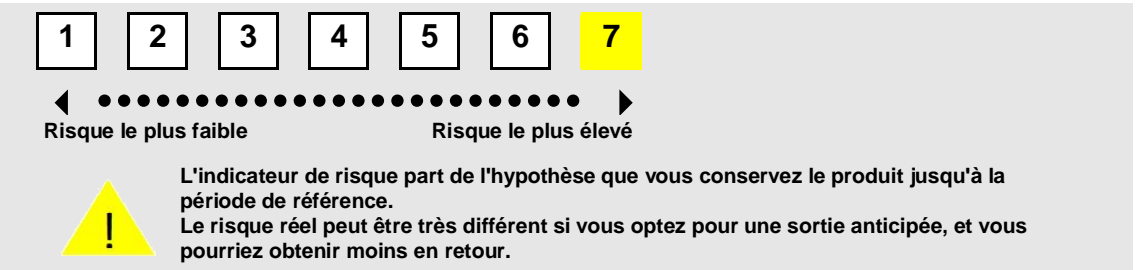 1 2 3 4 5 6 7
Risque le plus faible Risque le plus élevé
L'indicateur de risque part de l'hypothèse que vous conservez le produit jusqu'à la
période de référence.
Le risque réel peut être très différent si vous optez pour une sortie anticipée, et vous
pourriez obtenir moins en retour.
!